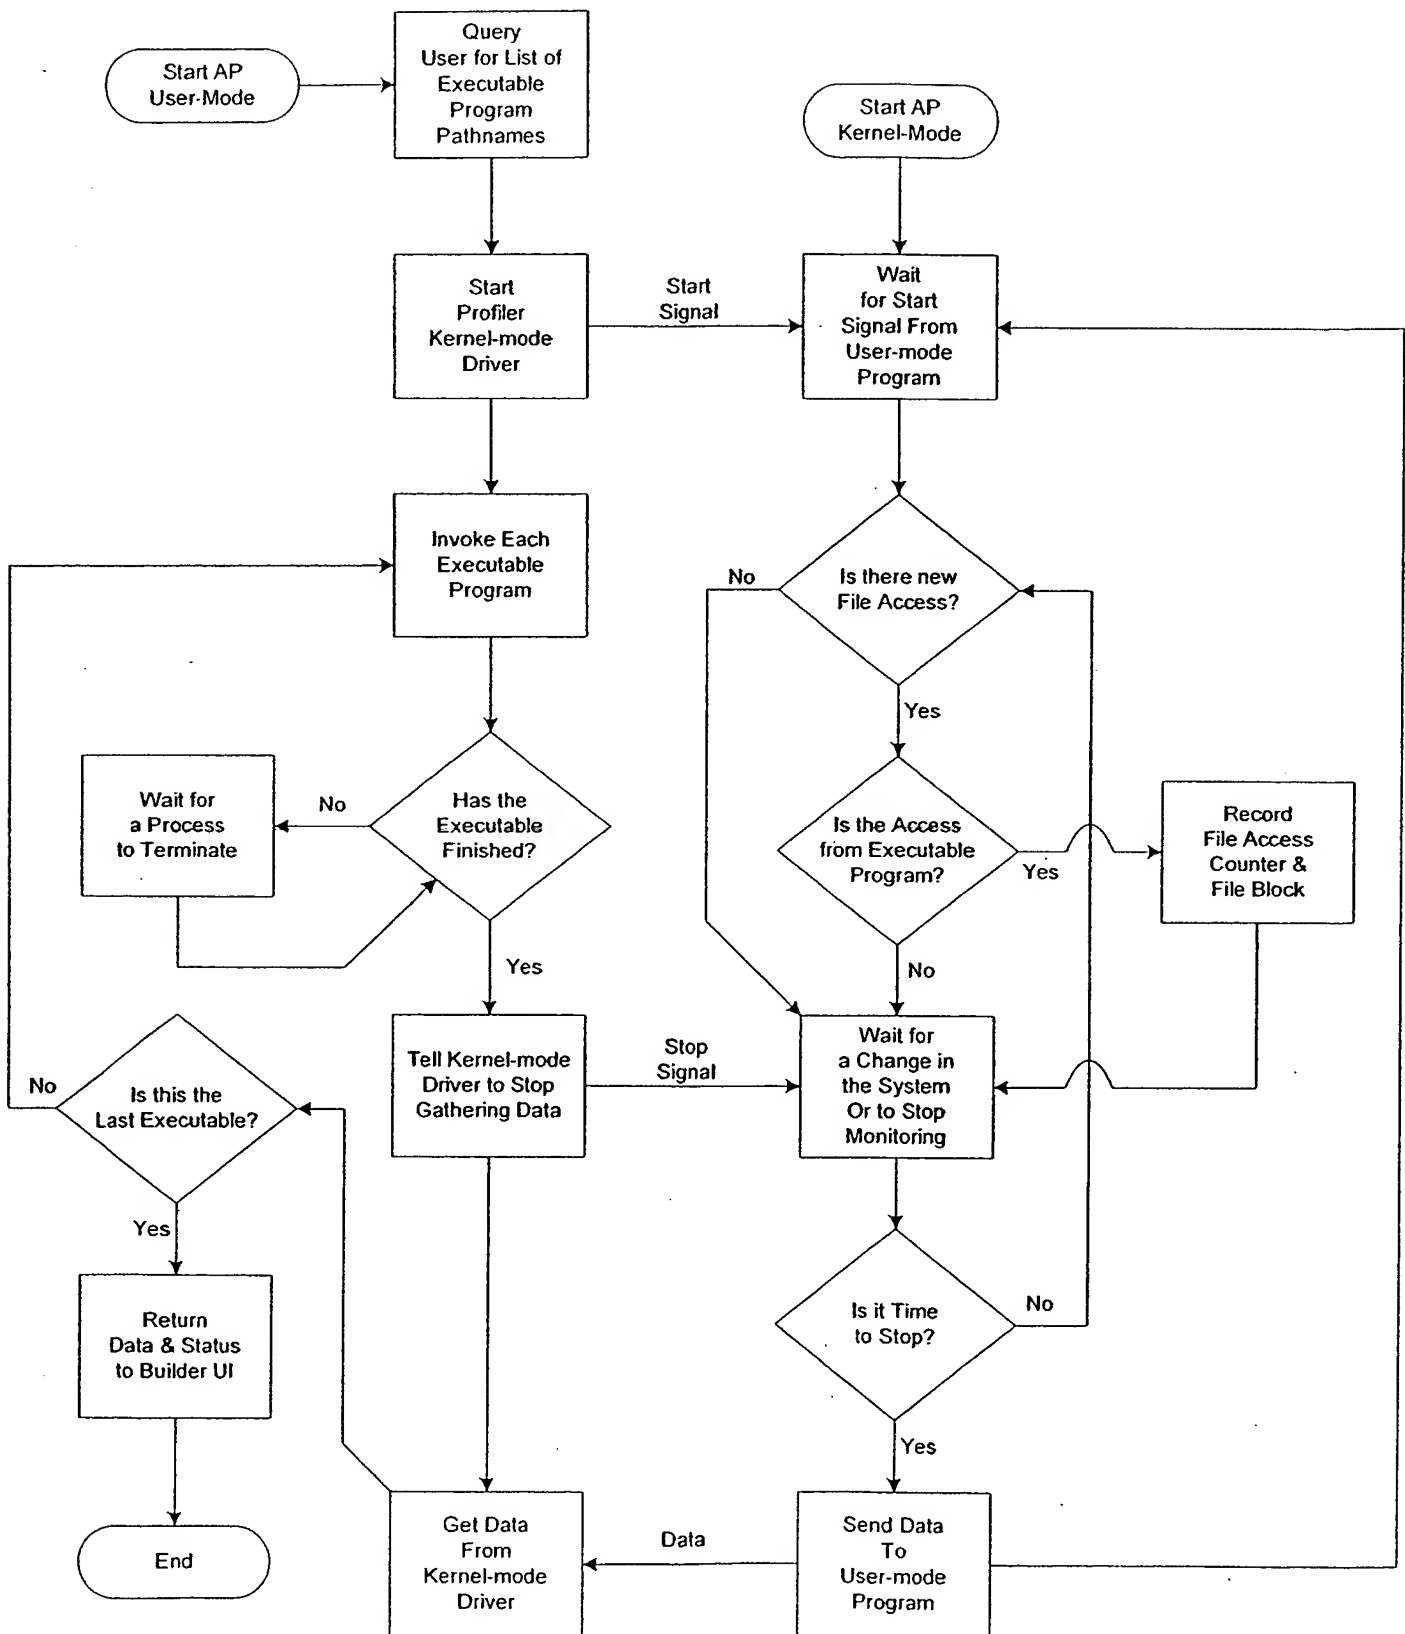 Start AP
User-Mode
Query
User for List of
Executable
Program
Pathnames
Start AP
Kernel-Mode
Start
Profiler
Kernel-mode
Driver
Start
Signal
Wait
for Start
Signal From
User-mode
Program
Invoke Each
Executable
Program
No
Is there new
File Access?
Yes
Wait for
a Process
to Terminate
No
Has the
Executable
Finished?
Yes
Is the Access
from Executable
Program?
Yes
No
Record
File Access
Counter &
File Block
Tell Kernel-mode
Driver to Stop
Gathering Data
Stop
Signal
Wait for
a Change in
the System
Or to Stop
Monitoring
No
Is this the
Last Executable?
Yes
Return
Data & Status
to Builder UI
End
Is it Time
to Stop?
No
Yes
Get Data
From
Kernel-mode
Driver
Data
Send Data
To
User-mode
Program